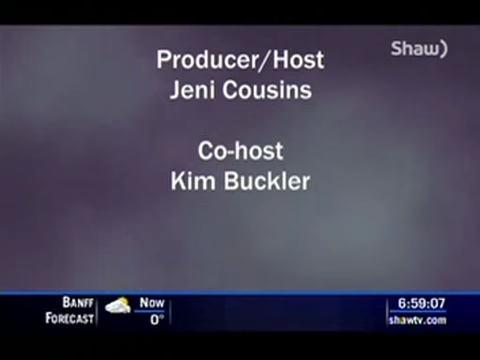 Shaw)
Producer/Host
Jeni Cousins
Co-host
Kim Buckler
BANFF
FORECAST
Now
0°
6:59:07
shawtv.com